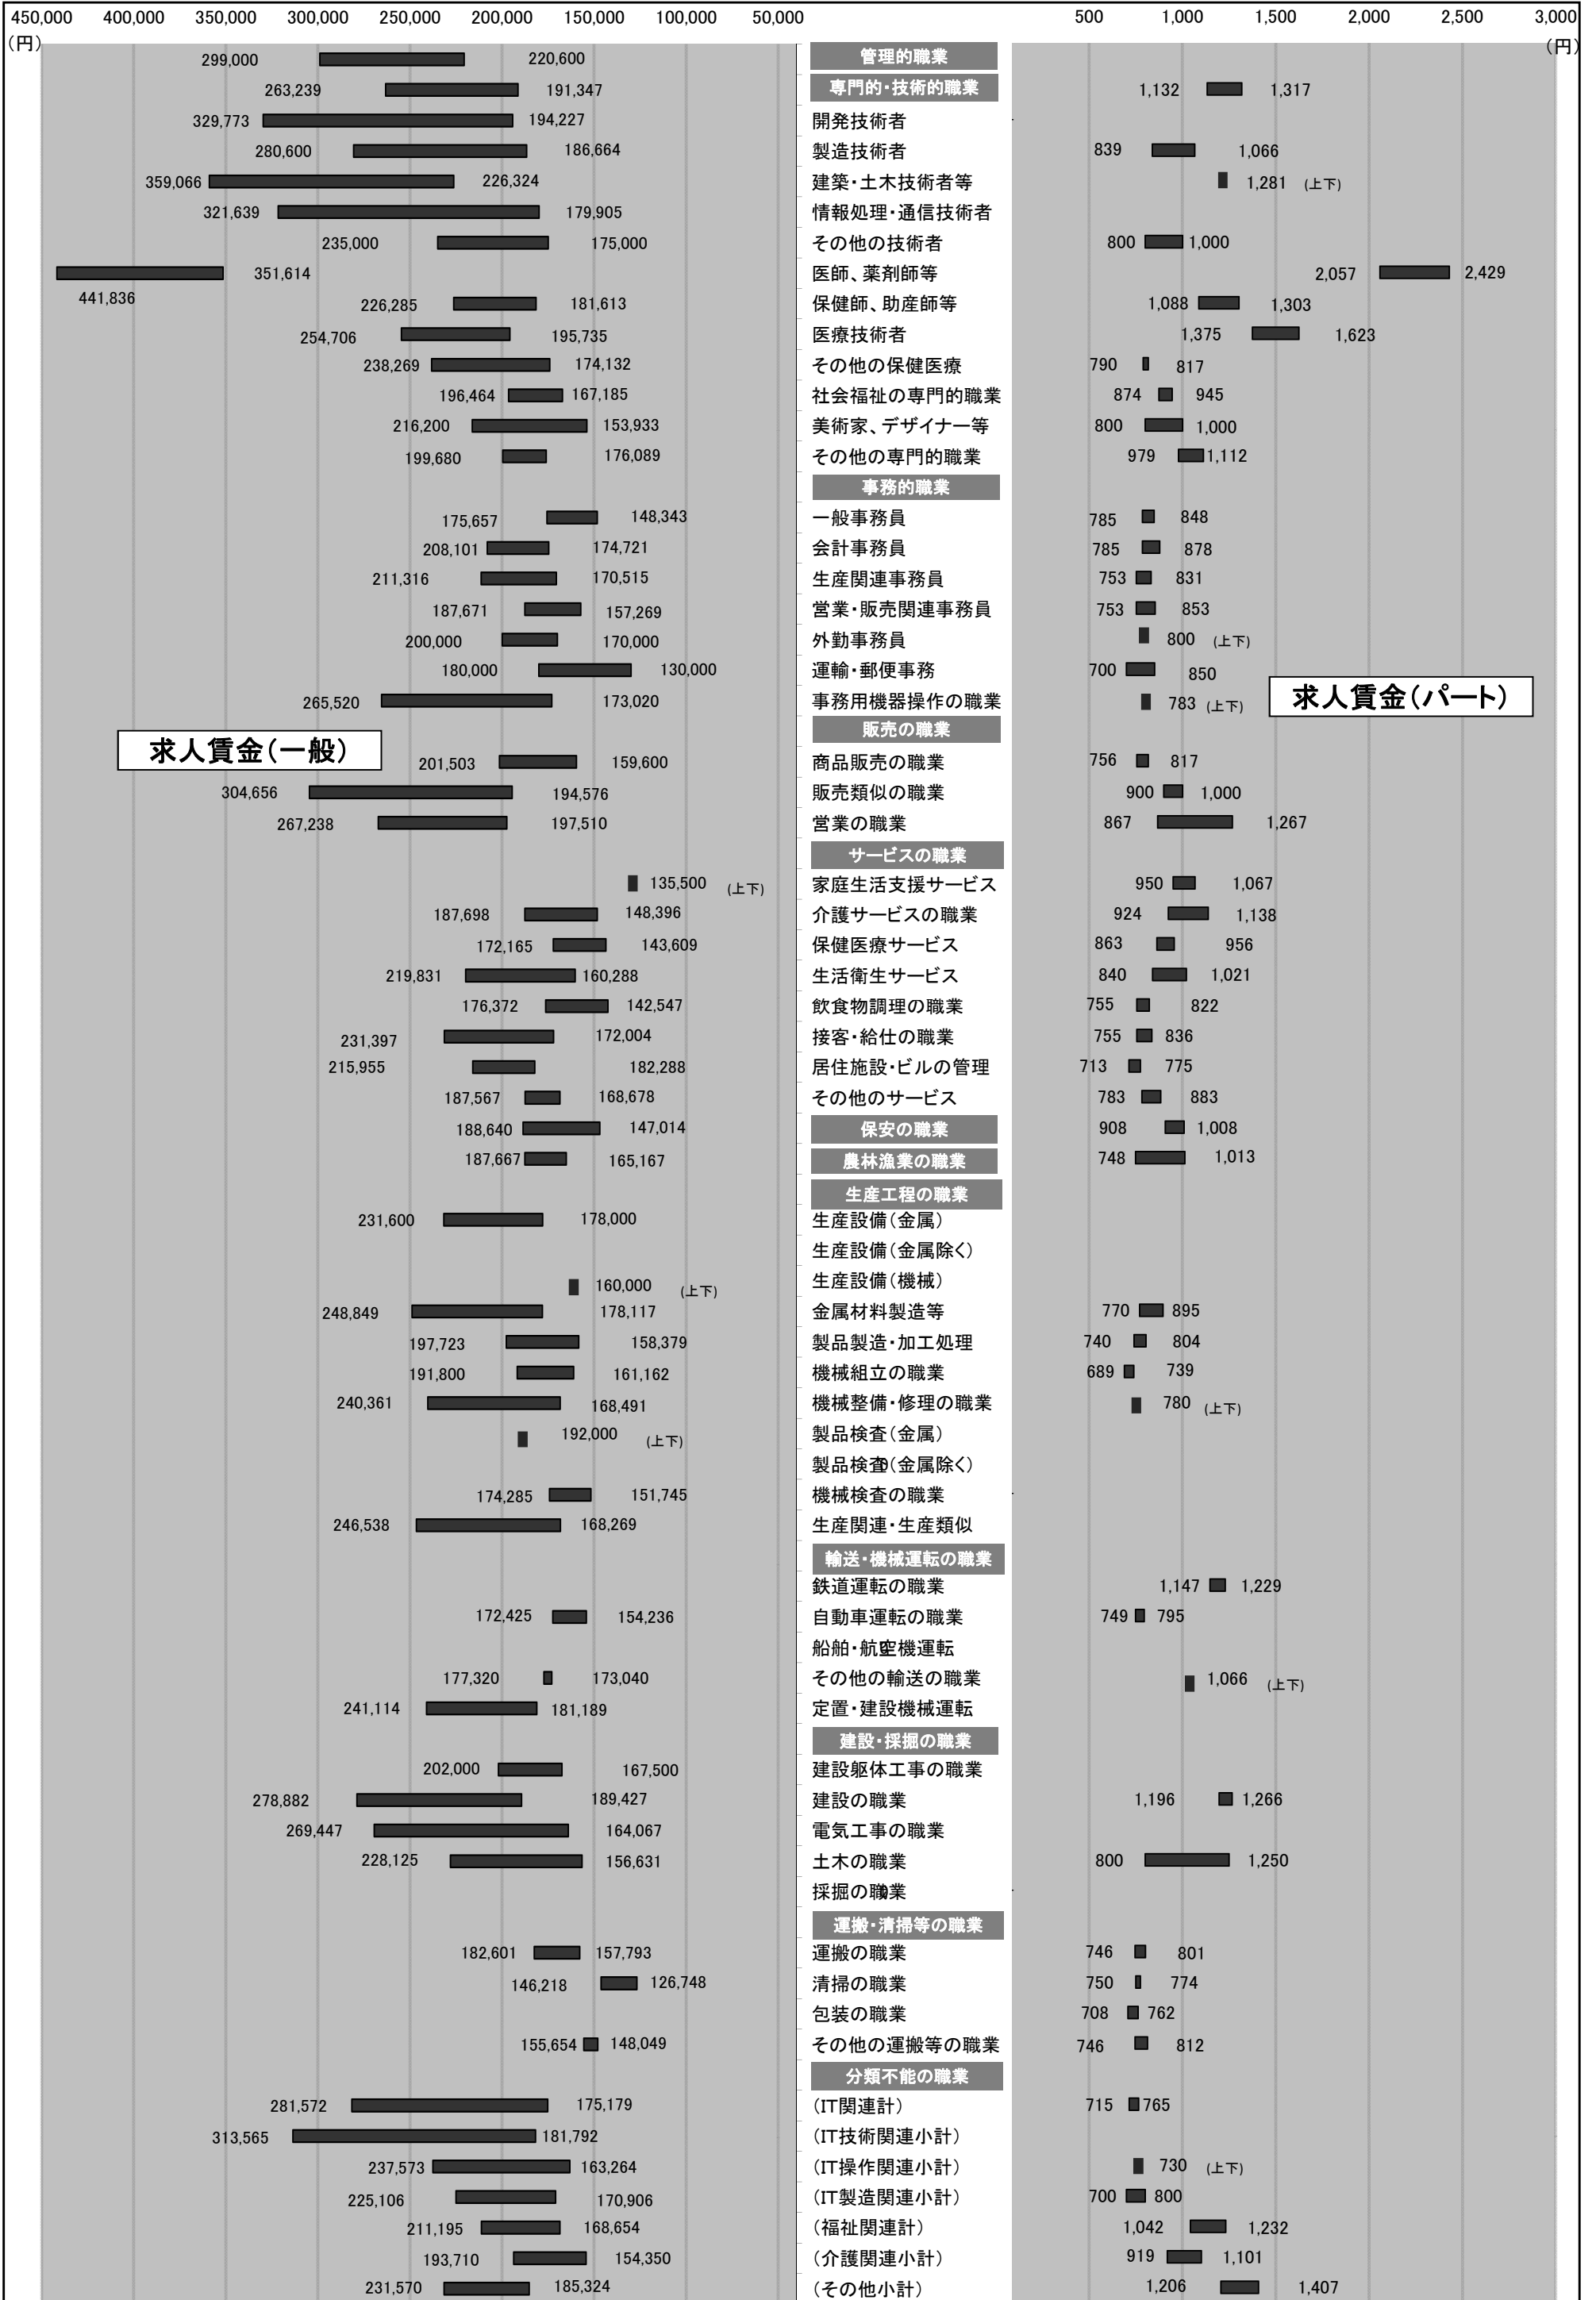 450,000 400,000 350,000 300,000 250,000 200,000 150,000 100,000 50,000 500 1,000 1,500 2,000 2,500 3,000
(円) (円)
299,000 220,600 管理的職業
263,239 191,347 専門的・技術的職業 1,132 1,317
329,773 194,227 開発技術者
280,600 186,664 製造技術者 839 1,066
359,066 226,324 建築・土木技術者等 1,281 (上下)
321,639 179,905 情報処理・通信技術者
235,000 175,000 その他の技術者 800 1,000
441,836 351,614 医師、薬剤師等 2,057 2,429
226,285 181,613 保健師、助産師等 1,088 1,303
254,706 195,735 医療技術者 1,375 1,623
238,269 174,132 その他の保健医療 790 817
196,464 167,185 社会福祉の専門的職業 874 945
216,200 153,933 美術家、デザイナー等 800 1,000
199,680 176,089 その他の専門的職業 979 1,112
事務的職業
175,657 148,343 一般事務員 785 848
208,101 174,721 会計事務員 785 878
211,316 170,515 生産関連事務員 753 831
187,671 157,269 営業・販売関連事務員 753 853
200,000 170,000 外勤事務員 800 (上下)
180,000 130,000 運輸・郵便事務 700 850
265,520 173,020 事務用機器操作の職業 783 (上下)
求人賃金(パート)
販売の職業
求人賃金(一般)
201,503 159,600 商品販売の職業 756 817
304,656 194,576 販売類似の職業 900 1,000
267,238 197,510 営業の職業 867 1,267
サービスの職業
135,500 (上下) 家庭生活支援サービス 950 1,067
187,698 148,396 介護サービスの職業 924 1,138
172,165 143,609 保健医療サービス 863 956
219,831 160,288 生活衛生サービス 840 1,021
176,372 142,547 飲食物調理の職業 755 822
231,397 172,004 接客・給仕の職業 755 836
215,955 182,288 居住施設・ビルの管理 713 775
187,567 168,678 その他のサービス 783 883
188,640 147,014 保安の職業 908 1,008
187,667 165,167 農林漁業の職業 748 1,013
生産工程の職業
231,600 178,000 生産設備(金属)
生産設備(金属除く)
160,000 (上下) 生産設備(機械)
248,849 178,117 金属材料製造等 770 895
197,723 158,379 製品製造・加工処理 740 804
191,800 161,162 機械組立の職業 689 739
240,361 168,491 機械整備・修理の職業 780 (上下)
192,000 (上下) 製品検査(金属)
製品検査(金属除く)
174,285 151,745 機械検査の職業
246,538 168,269 生産関連・生産類似
輸送・機械運転の職業
鉄道運転の職業 1,147 1,229
172,425 154,236 自動車運転の職業 749 795
船舶・航空機運転
177,320 173,040 その他の輸送の職業 1,066 (上下)
241,114 181,189 定置・建設機械運転
建設・採掘の職業
202,000 167,500 建設躯体工事の職業
278,882 189,427 建設の職業 1,196 1,266
269,447 164,067 電気工事の職業
228,125 156,631 土木の職業 800 1,250
採掘の職業
運搬・清掃等の職業
182,601 157,793 運搬の職業 746 801
146,218 126,748 清掃の職業 750 774
包装の職業 708 762
155,654 148,049 その他の運搬等の職業 746 812
分類不能の職業
281,572 175,179 (IT関連計) 715 765
313,565 181,792 (IT技術関連小計)
237,573 163,264 (IT操作関連小計) 730 (上下)
225,106 170,906 (IT製造関連小計) 700 800
211,195 168,654 (福祉関連計) 1,042 1,232
193,710 154,350 (介護関連小計) 919 1,101
231,570 185,324 (その他小計) 1,206 1,407